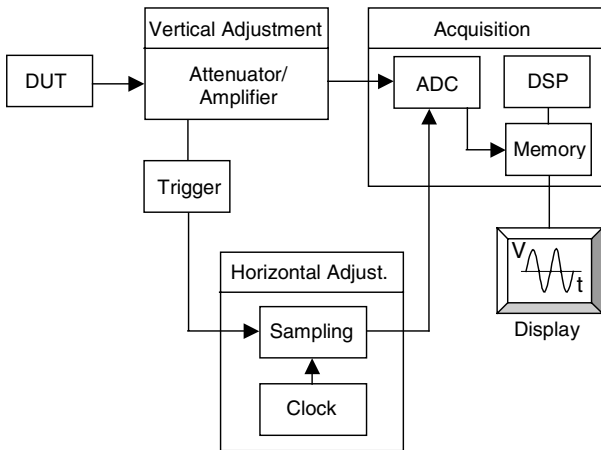 Vertical Adjustment
Acquisition
DUT
Attenuator/
Amplifier
ADC
DSP
Memory
Trigger
V
t
Display
Horizontal Adjust.
Sampling
Clock